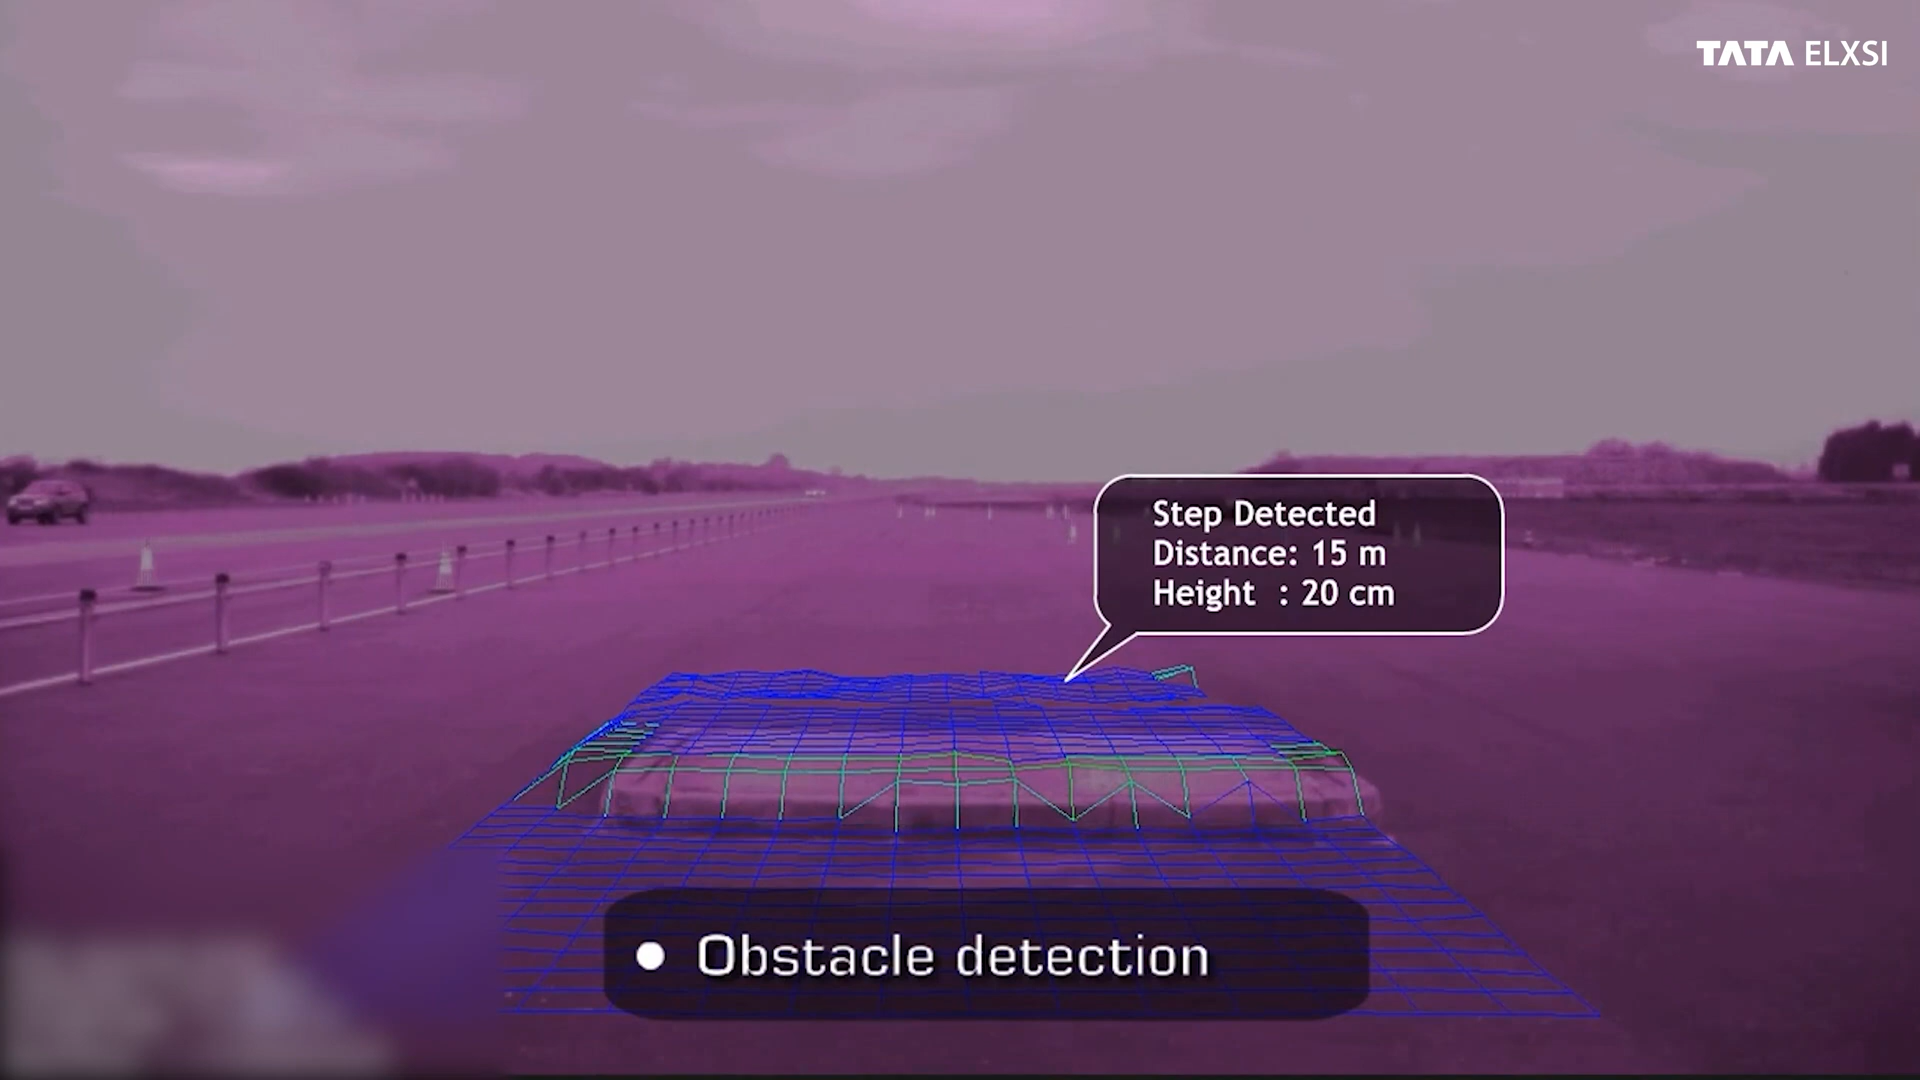 TATA ELXSI
Step Detected
Distance: 15 m
Height : 20 cm
Obstacle detection